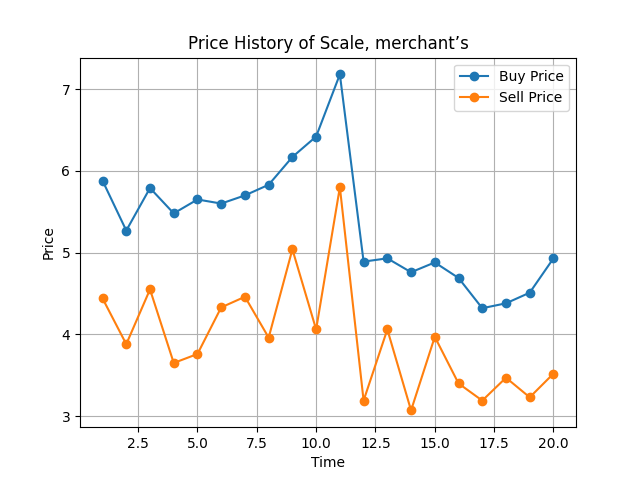 Price History of Scale, merchant’s
Buy Price
Sell Price
Price
7
6
5
4
3
2.5 5.0 7.5 10.0 12.5 15.0 17.5 20.0
Time